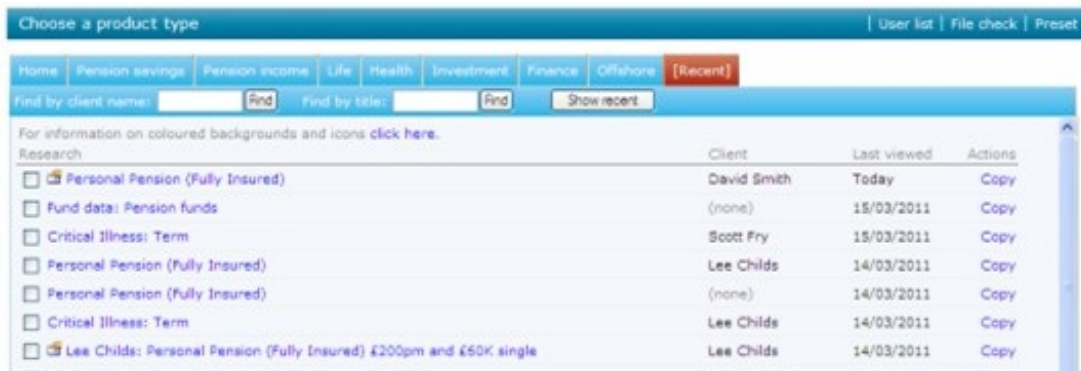 Choose a product type | User list | File check | Preset
Home Pension savings Pension income Life Health Investment Finance Offshore [Recent]
Find by client name: Find Find by title: Find Show recent
For information on coloured backgrounds and icons click here.
Research Client Last viewed Actions
Personal Pension (Fully Insured) David Smith Today Copy
Fund data: Pension funds (none) 15/03/2011 Copy
Critical Illness: Term Scott Fry 15/03/2011 Copy
Personal Pension (Fully Insured) Lee Childs 14/03/2011 Copy
Personal Pension (Fully Insured) (none) 14/03/2011 Copy
Critical Illness: Term Lee Childs 14/03/2011 Copy
Lee Childs: Personal Pension (Fully Insured) £200pm and £60K single Lee Childs 14/03/2011 Copy